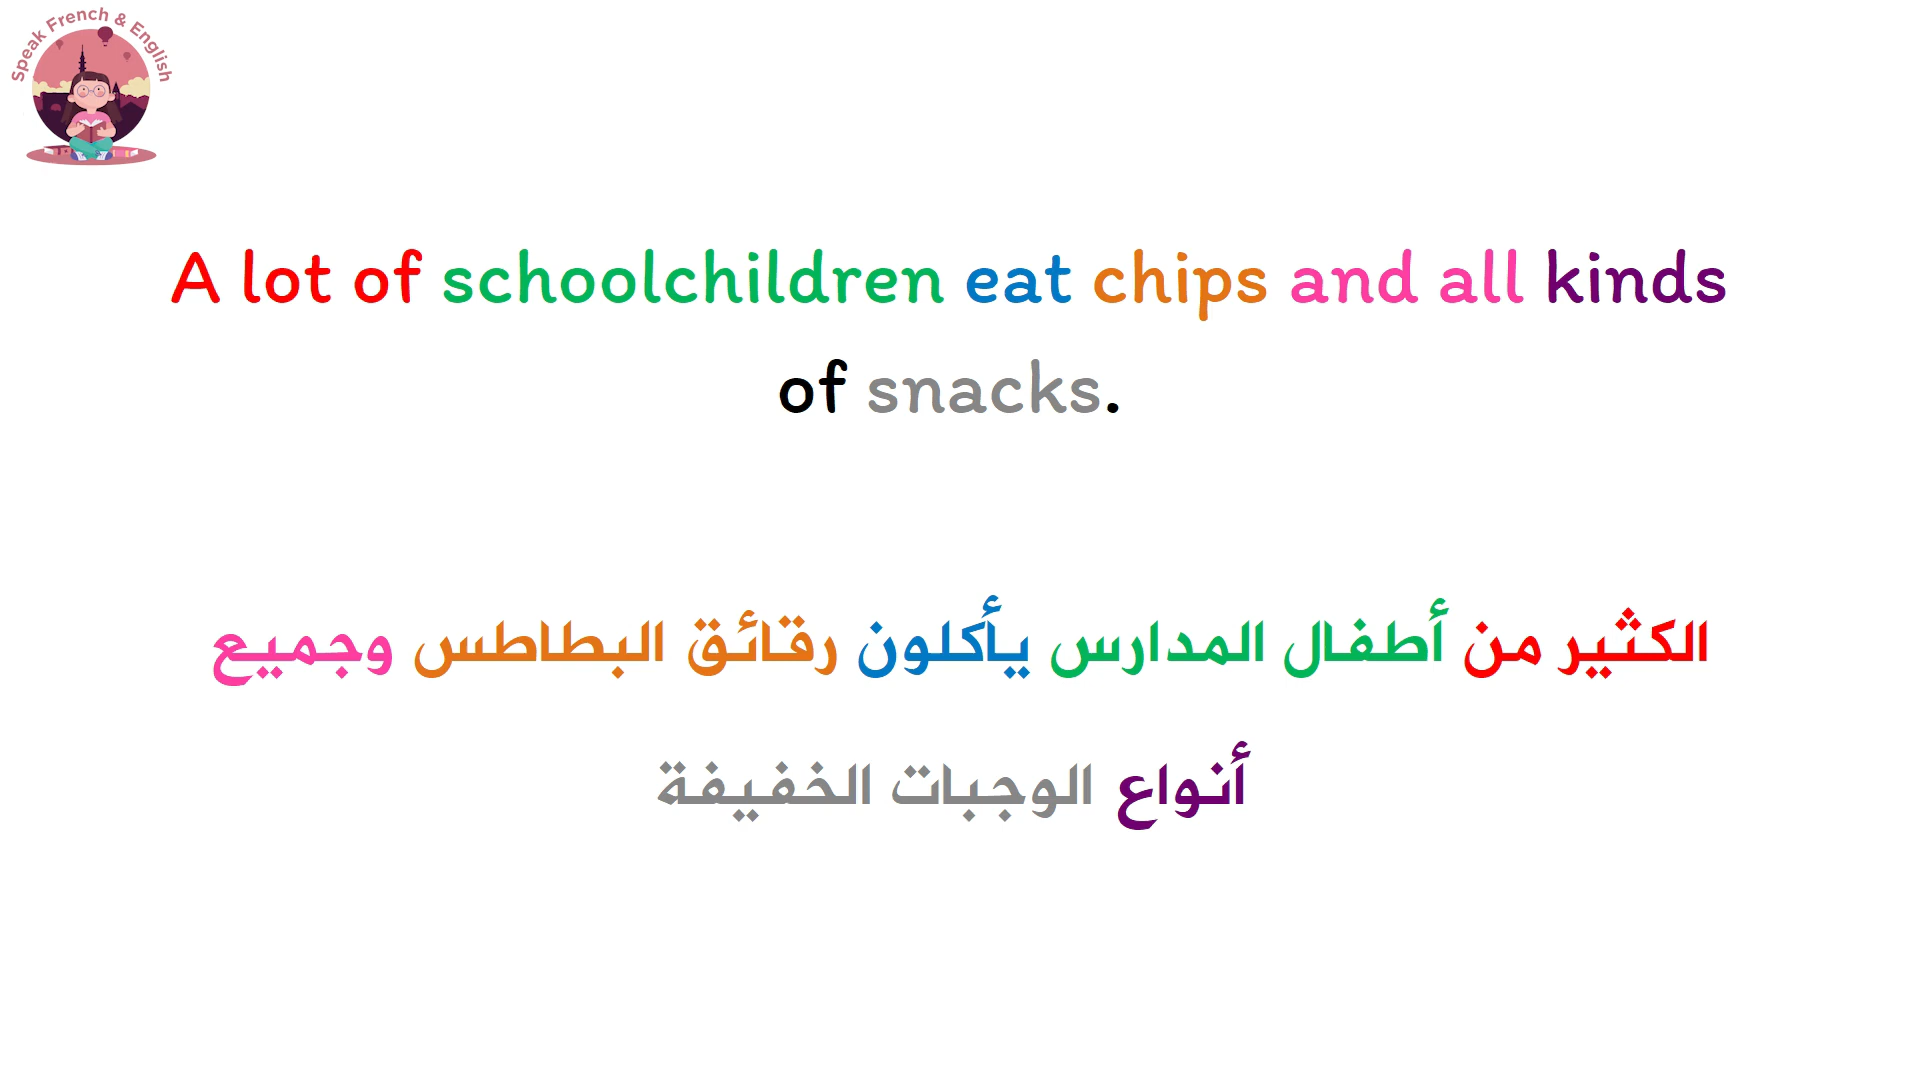 Speak French & English
A lot of schoolchildren eat chips and all kinds
of snacks.
الكثير من أطفال المدارس يأكلون رقائق البطاطس وجميع
أنواع الوجبات الخفيفة